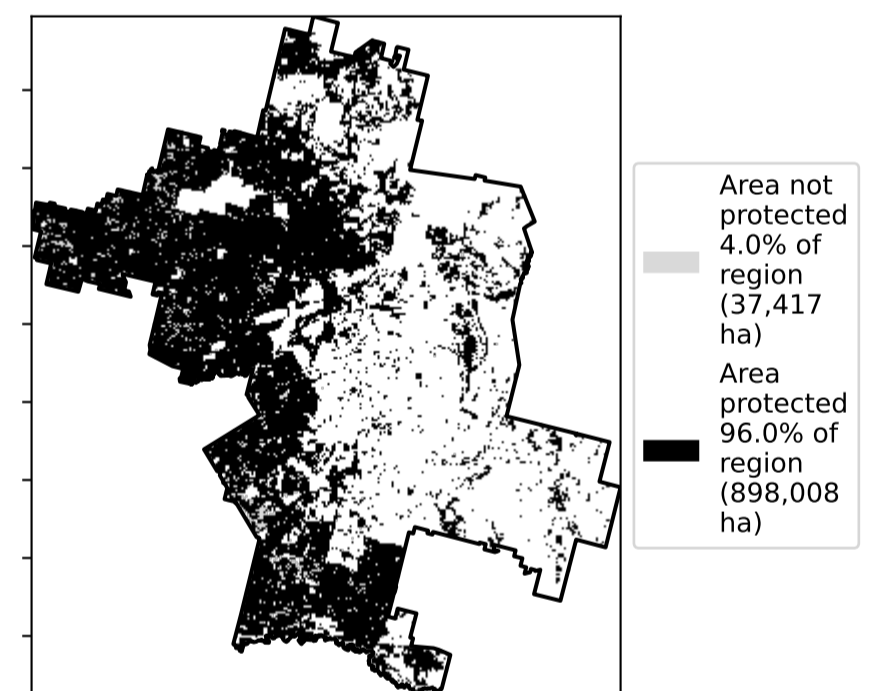 Area not
protected
4.0% of
region
(37,417
ha)
Area
protected
96.0% of
region
(898,008
ha)